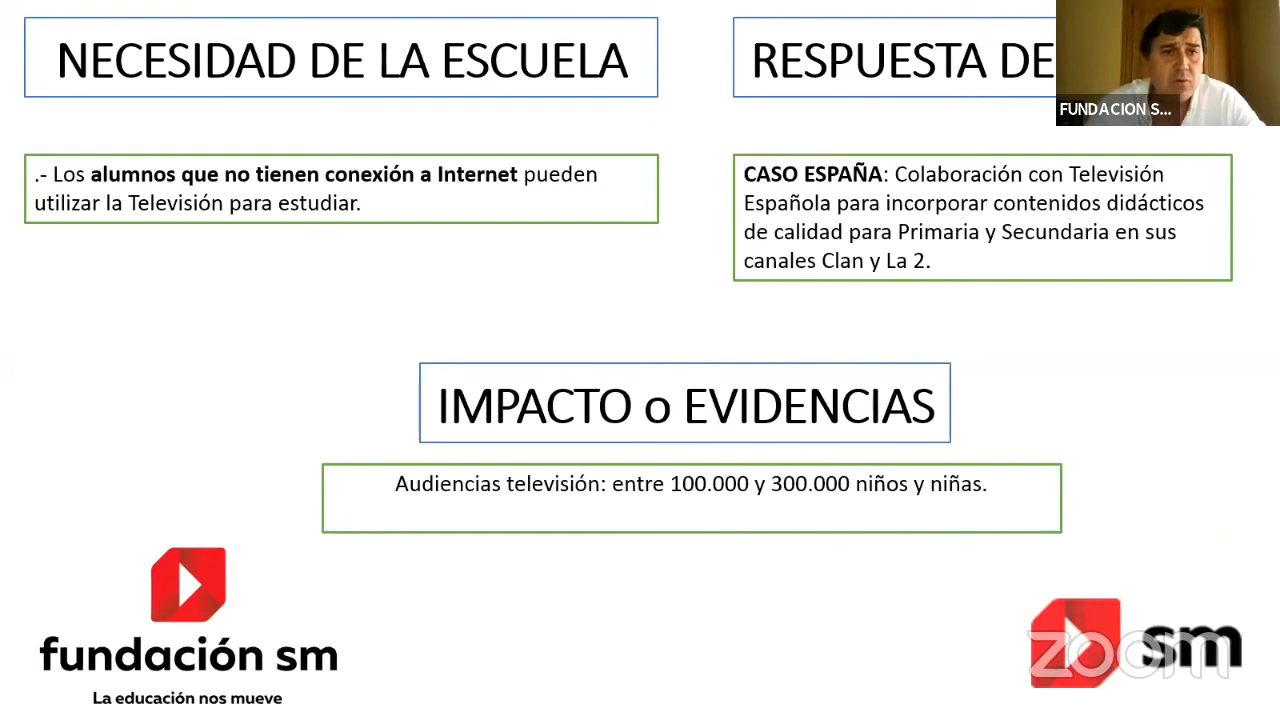 NECESIDAD DE LA ESCUELA
RESPUESTA DE
FUNDACION S...
.- Los alumnos que no tienen conexión a Internet pueden
utilizar la Televisión para estudiar.
CASO ESPAÑA: Colaboración con Televisión
Española para incorporar contenidos didácticos
de calidad para Primaria y Secundaria en sus
canales Clan y La 2.
IMPACTO o EVIDENCIAS
Audiencias televisión: entre 100.000 y 300.000 niños y niñas.
fundación sm
La educación nos mueve
sm
zoom